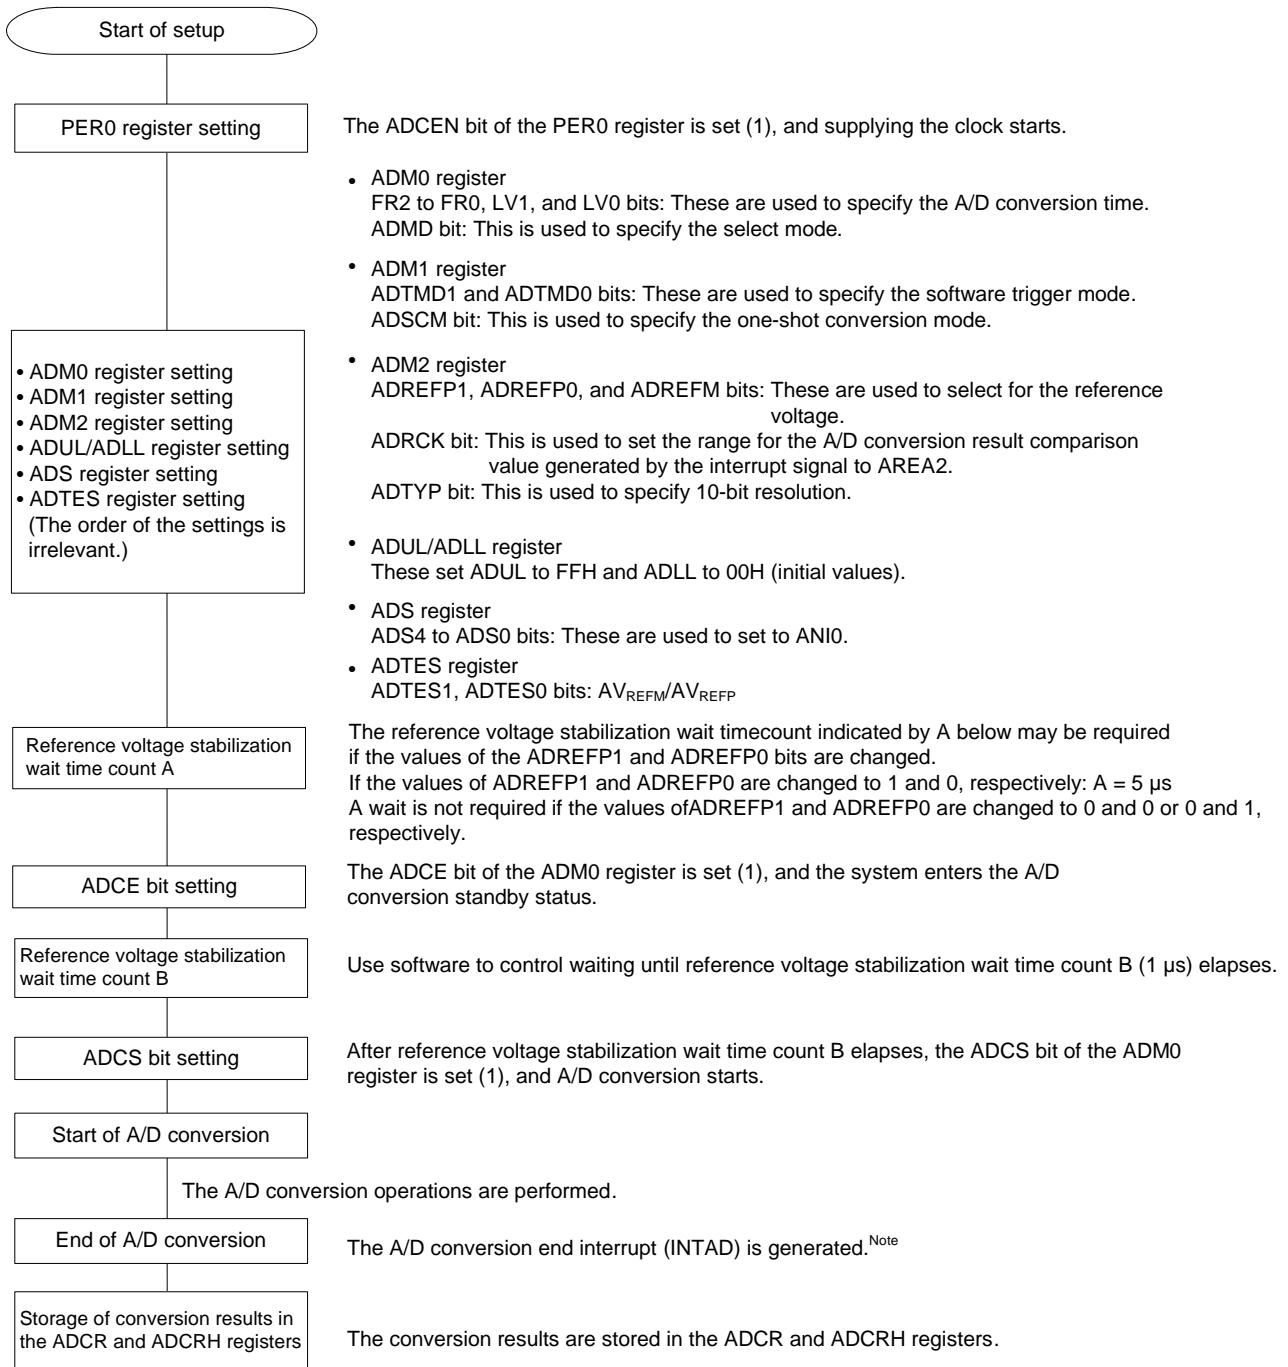 Start of setup
PER0 register setting
The ADCEN bit of the PER0 register is set (1), and supplying the clock starts.
• ADM0 register
FR2 to FR0, LV1, and LV0 bits: These are used to specify the A/D conversion time.
ADMD bit: This is used to specify the select mode.
• ADM1 register
ADTMD1 and ADTMD0 bits: These are used to specify the software trigger mode.
ADSCM bit: This is used to specify the one-shot conversion mode.
• ADM0 register setting
• ADM1 register setting
• ADM2 register setting
• ADUL/ADLL register setting
• ADS register setting
• ADTES register setting
(The order of the settings is
irrelevant.)
• ADM2 register
ADREFP1, ADREFP0, and ADREFM bits: These are used to select for the reference
voltage.
ADRCK bit: This is used to set the range for the A/D conversion result comparison
value generated by the interrupt signal to AREA2.
ADTYP bit: This is used to specify 10-bit resolution.
• ADUL/ADLL register
These set ADUL to FFH and ADLL to 00H (initial values).
• ADS register
ADS4 to ADS0 bits: These are used to set to ANI0.
• ADTES register
ADTES1, ADTES0 bits: AVREFM/AVREFP
Reference voltage stabilization
wait time count A
The reference voltage stabilization wait timecount indicated by A below may be required
if the values of the ADREFP1 and ADREFP0 bits are changed.
If the values of ADREFP1 and ADREFP0 are changed to 1 and 0, respectively: A = 5 µs
A wait is not required if the values ofADREFP1 and ADREFP0 are changed to 0 and 0 or 0 and 1,
respectively.
ADCE bit setting
The ADCE bit of the ADM0 register is set (1), and the system enters the A/D
conversion standby status.
Reference voltage stabilization
wait time count B
Use software to control waiting until reference voltage stabilization wait time count B (1 µs) elapses.
ADCS bit setting
After reference voltage stabilization wait time count B elapses, the ADCS bit of the ADM0
register is set (1), and A/D conversion starts.
Start of A/D conversion
The A/D conversion operations are performed.
End of A/D conversion
The A/D conversion end interrupt (INTAD) is generated.Note
Storage of conversion results in
the ADCR and ADCRH registers
The conversion results are stored in the ADCR and ADCRH registers.